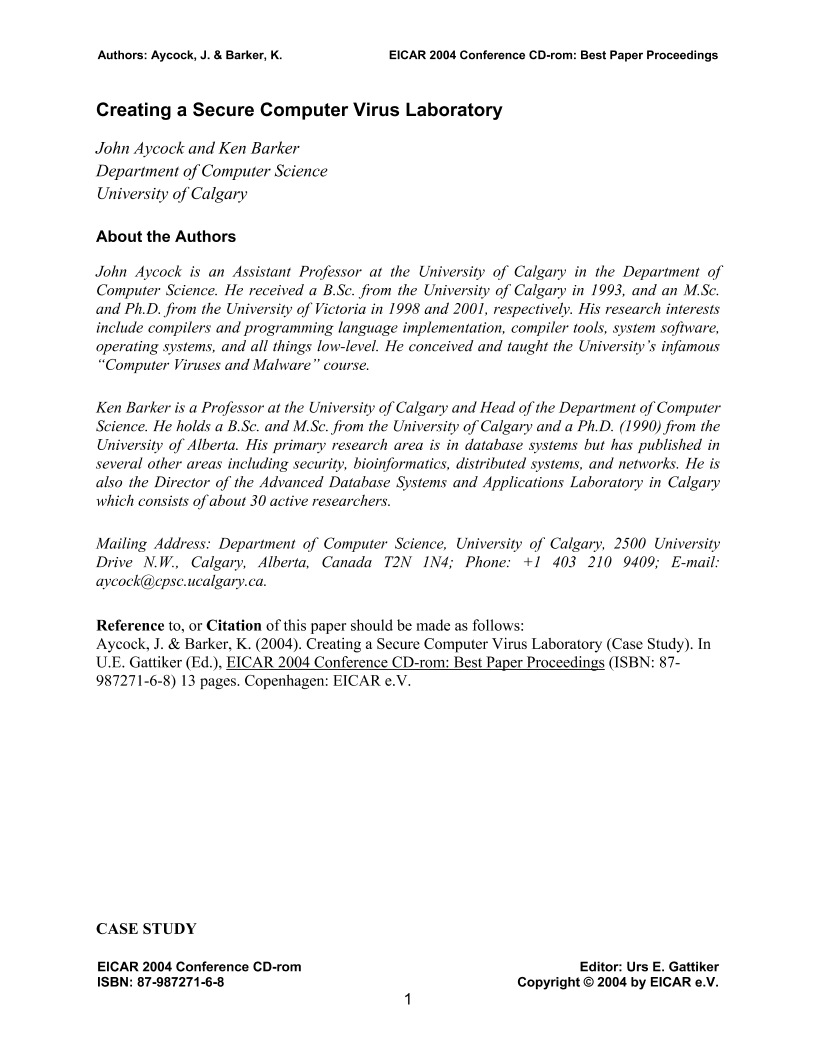 Authors: Aycock, J. & Barker, K. EICAR 2004 Conference CD-rom: Best Paper Proceedings
Creating a Secure Computer Virus Laboratory
John Aycock and Ken Barker
Department of Computer Science
University of Calgary
About the Authors
John Aycock is an Assistant Professor at the University of Calgary in the Department of
Computer Science. He received a B.Sc. from the University of Calgary in 1993, and an M.Sc.
and Ph.D. from the University of Victoria in 1998 and 2001, respectively. His research interests
include compilers and programming language implementation, compiler tools, system software,
operating systems, and all things low-level. He conceived and taught the University's infamous
“Computer Viruses and Malware” course.
Ken Barker is a Professor at the University of Calgary and Head of the Department of Computer
Science. He holds a B.Sc. and M.Sc. from the University of Calgary and a Ph.D. (1990) from the
University of Alberta. His primary research area is in database systems but has published in
several other areas including security, bioinformatics, distributed systems, and networks. He is
also the Director of the Advanced Database Systems and Applications Laboratory in Calgary
which consists of about 30 active researchers.
Mailing Address: Department of Computer Science, University of Calgary, 2500 University
Drive N.W., Calgary, Alberta, Canada T2N 1N4; Phone: +1 403 210 9409; E-mail:
aycock@cpsc.ucalgary.ca.
Reference to, or Citation of this paper should be made as follows:
Aycock, J. & Barker, K. (2004). Creating a Secure Computer Virus Laboratory (Case Study). In
U.E. Gattiker (Ed.), EICAR 2004 Conference CD-rom: Best Paper Proceedings (ISBN: 87-
987271-6-8) 13 pages. Copenhagen: EICAR e.V.
CASE STUDY
EICAR 2004 Conference CD-rom Editor: Urs E. Gattiker
ISBN: 87-987271-6-8 Copyright © 2004 by EICAR e.V.
1